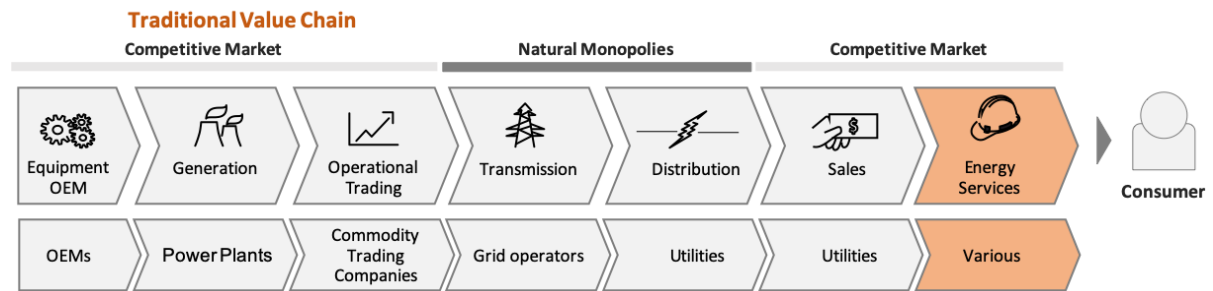 Traditional Value Chain
Competitive Market
Natural Monopolies
Competitive Market
Equipment
OEM
Generation
Operational
Trading
Transmission
Distribution
$
Sales
Energy
Services
Consumer
OEMs
Power Plants
Commodity
Trading
Companies
Grid operators
Utilities
Utilities
Various